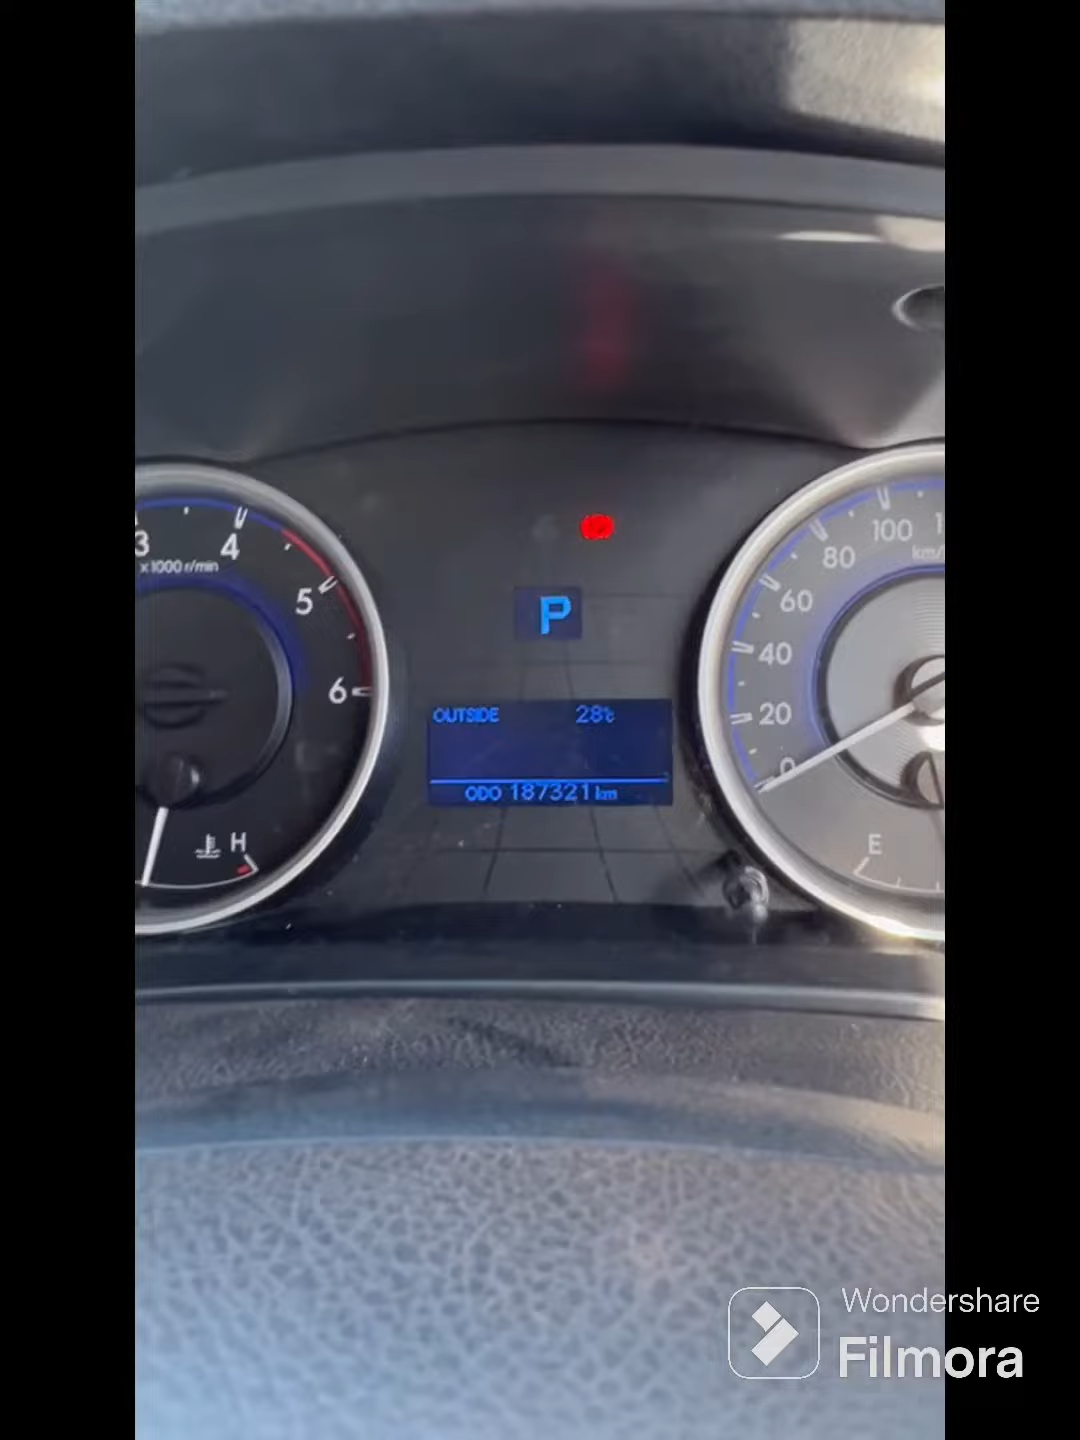 3 4 5 6
x1000 r/min
H
P
OUTSIDE 28℃
ODO 187321 km
100
80
60
40
20
0
km/
E
Wondershare
Filmora